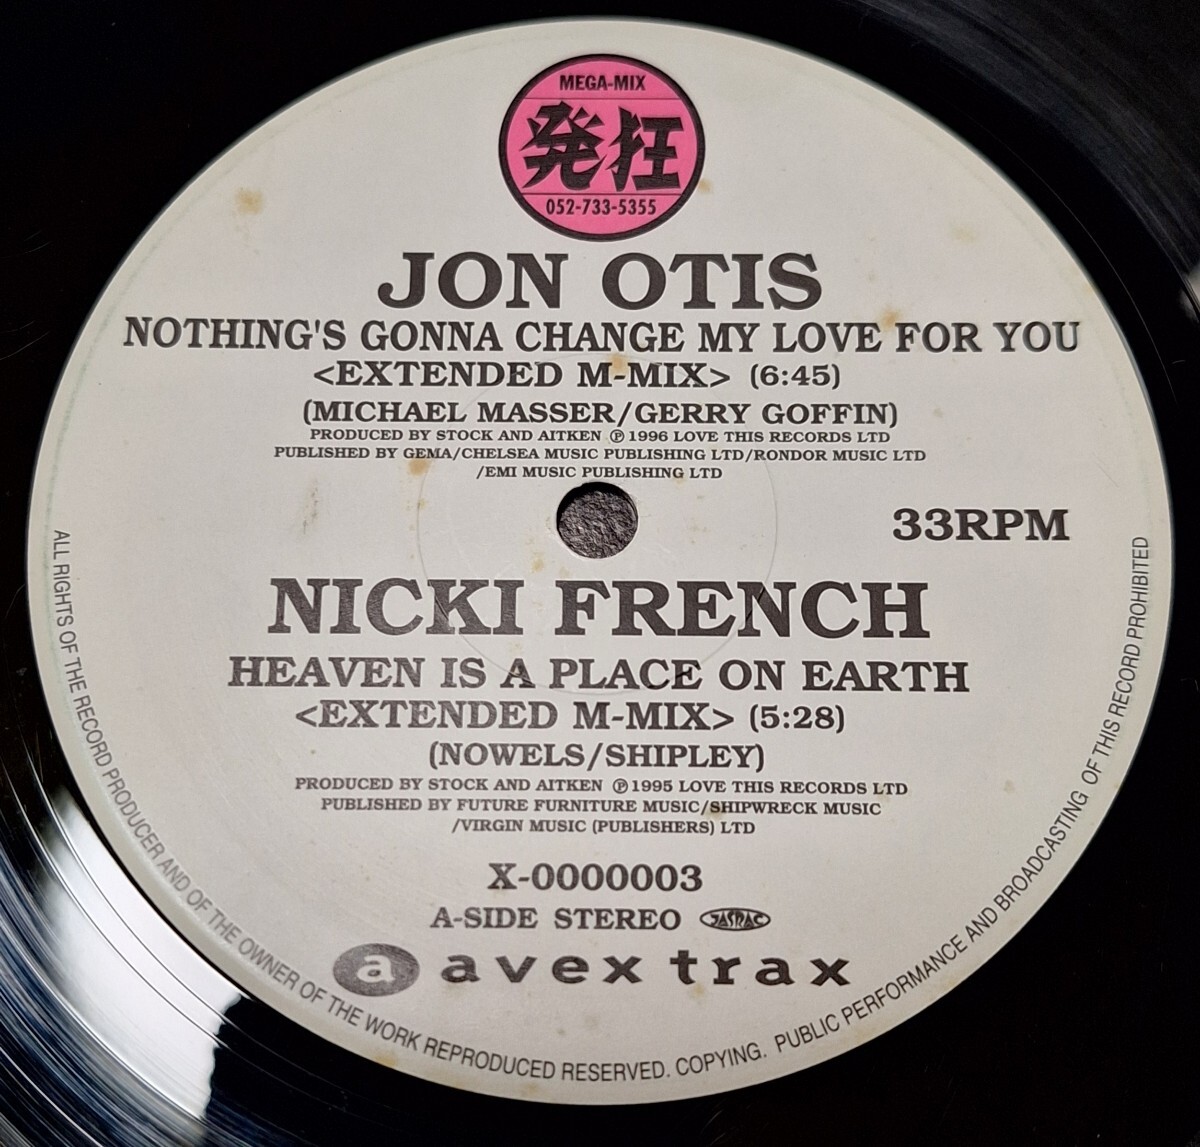 MEGA-MIX
発狂
052-733-5355
JON OTIS
NOTHING'S GONNA CHANGE MY LOVE FOR YOU
<EXTENDED M-MIX> (6:45)
(MICHAEL MASSER/GERRY GOFFIN)
PRODUCED BY STOCK AND AITKEN ℗ 1996 LOVE THIS RECORDS LTD
PUBLISHED BY GEMA/CHELSEA MUSIC PUBLISHING LTD/RONDOR MUSIC LTD
/EMI MUSIC PUBLISHING LTD
33RPM
NICKI FRENCH
HEAVEN IS A PLACE ON EARTH
<EXTENDED M-MIX> (5:28)
(NOWELS/SHIPLEY)
PRODUCED BY STOCK AND AITKEN ℗1995 LOVE THIS RECORDS LTD
PUBLISHED BY FUTURE FURNITURE MUSIC/SHIPWRECK MUSIC
/VIRGIN MUSIC (PUBLISHERS) LTD
X-0000003
A-SIDE STEREO JASRAC
a avex trax
ALL RIGHTS OF THE RECORD PRODUCER AND OF THE OWNER OF THE WORK REPRODUCED RESERVED. COPYING. PUBLIC PERFORMANCE AND BROADCASTING OF THIS RECORD PROHIBITED